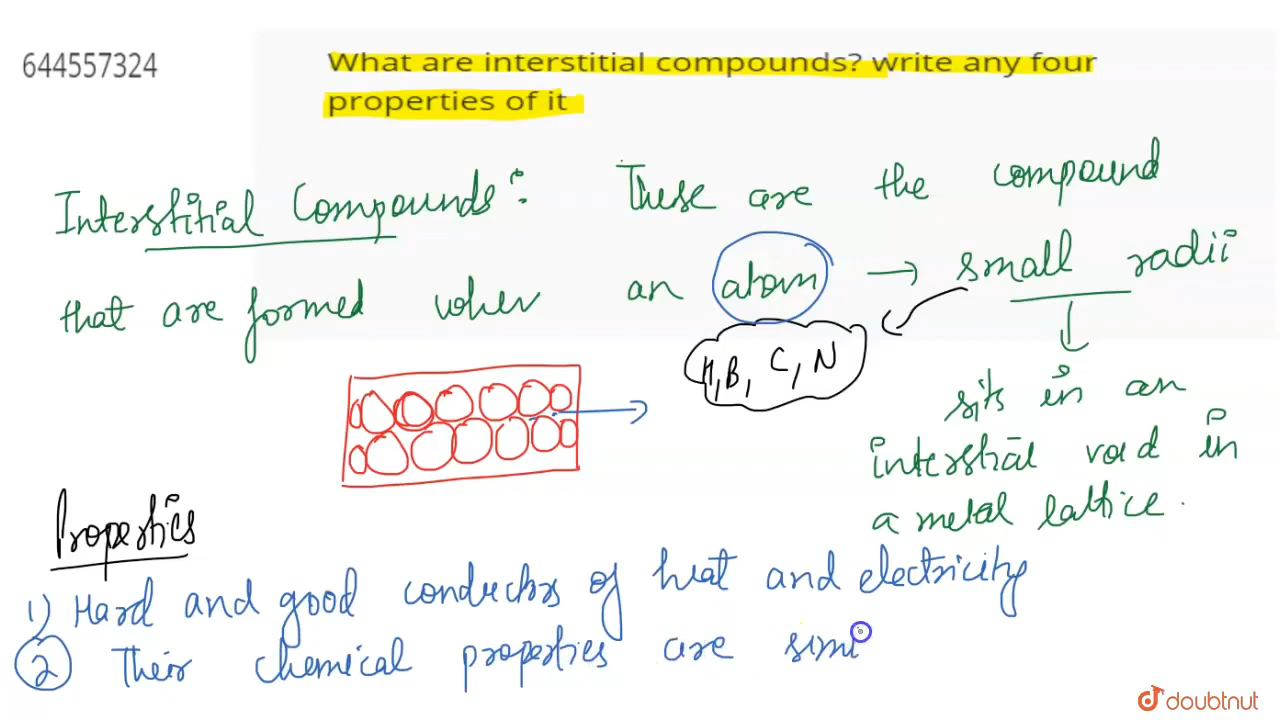 644557324
What are interstitial compounds? write any four
properties of it
Interstitial Compounds: These are the compound
that are formed when an atom → small radii
H, B, C, N
sits in an
interstial void in
a metal lattice.
Properties
1) Hard and good conductors of heat and electricity
2 Their chemical properties are simi
doubtnut